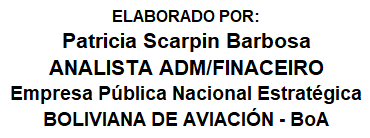 ELABORADO POR:
Patricia Scarpin Barbosa
ANALISTA ADM/FINACEIRO
Empresa Pública Nacional Estratégica
BOLIVIANA DE AVIACIÓN - BoA